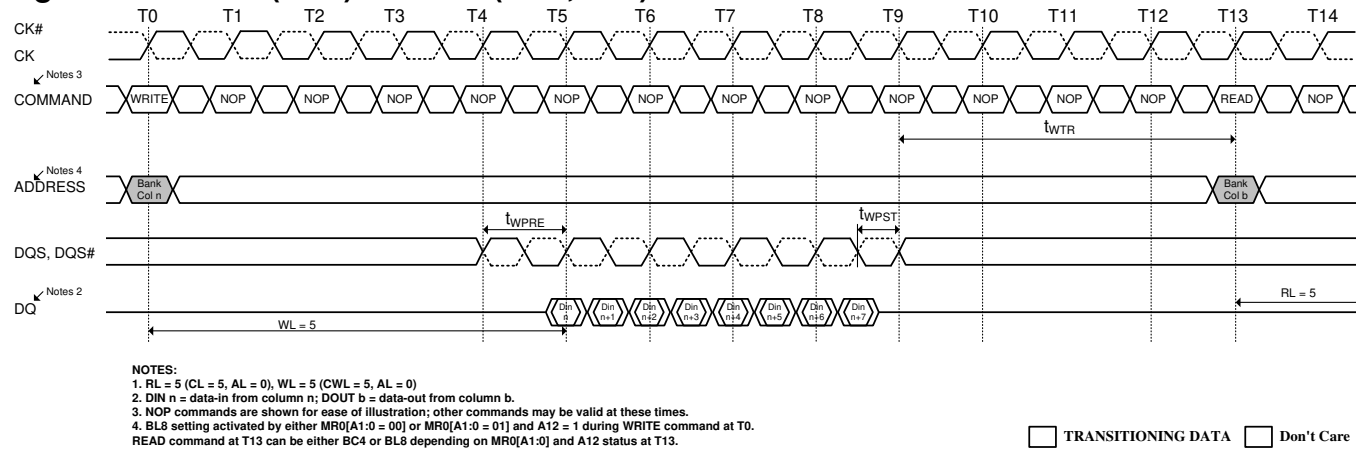 T0 T1 T2 T3 T4 T5 T6 T7 T8 T9 T10 T11 T12 T13 T14
CK#
CK
Notes 3
COMMAND WRITE NOP NOP NOP NOP NOP NOP NOP NOP NOP NOP NOP NOP READ NOP
tWTR
Notes 4
ADDRESS
Bank Bank
Col n Col b
tWPRE tWPST
DQS, DQS#
Notes 2
DQ
Din Din Din Din Din Din Din Din
n n+1 n+2 n+3 n+4 n+5 n+6 n+7
RL = 5
WL = 5
NOTES:
1. RL = 5 (CL = 5, AL = 0), WL = 5 (CWL = 5, AL = 0)
2. DIN n = data-in from column n; DOUT b = data-out from column b.
3. NOP commands are shown for ease of illustration; other commands may be valid at these times.
4. BL8 setting activated by either MR0[A1:0 = 00] or MR0[A1:0 = 01] and A12 = 1 during WRITE command at T0.
READ command at T13 can be either BC4 or BL8 depending on MR0[A1:0] and A12 status at T13.
TRANSITIONING DATA Don't Care